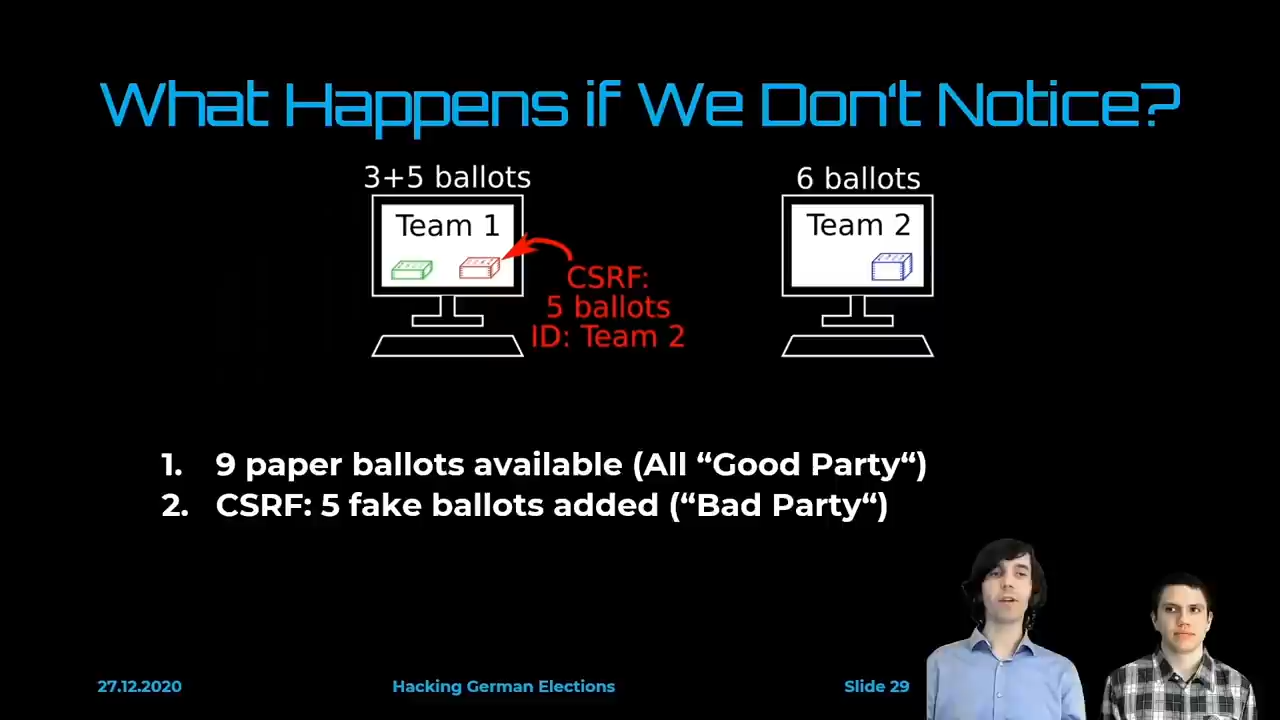 What Happens if We Don‘t Notice?
3+5 ballots
6 ballots
Team 1
Team 2
CSRF:
5 ballots
ID: Team 2
1. 9 paper ballots available (All “Good Party“)
2. CSRF: 5 fake ballots added (“Bad Party“)
27.12.2020
Hacking German Elections
Slide 29